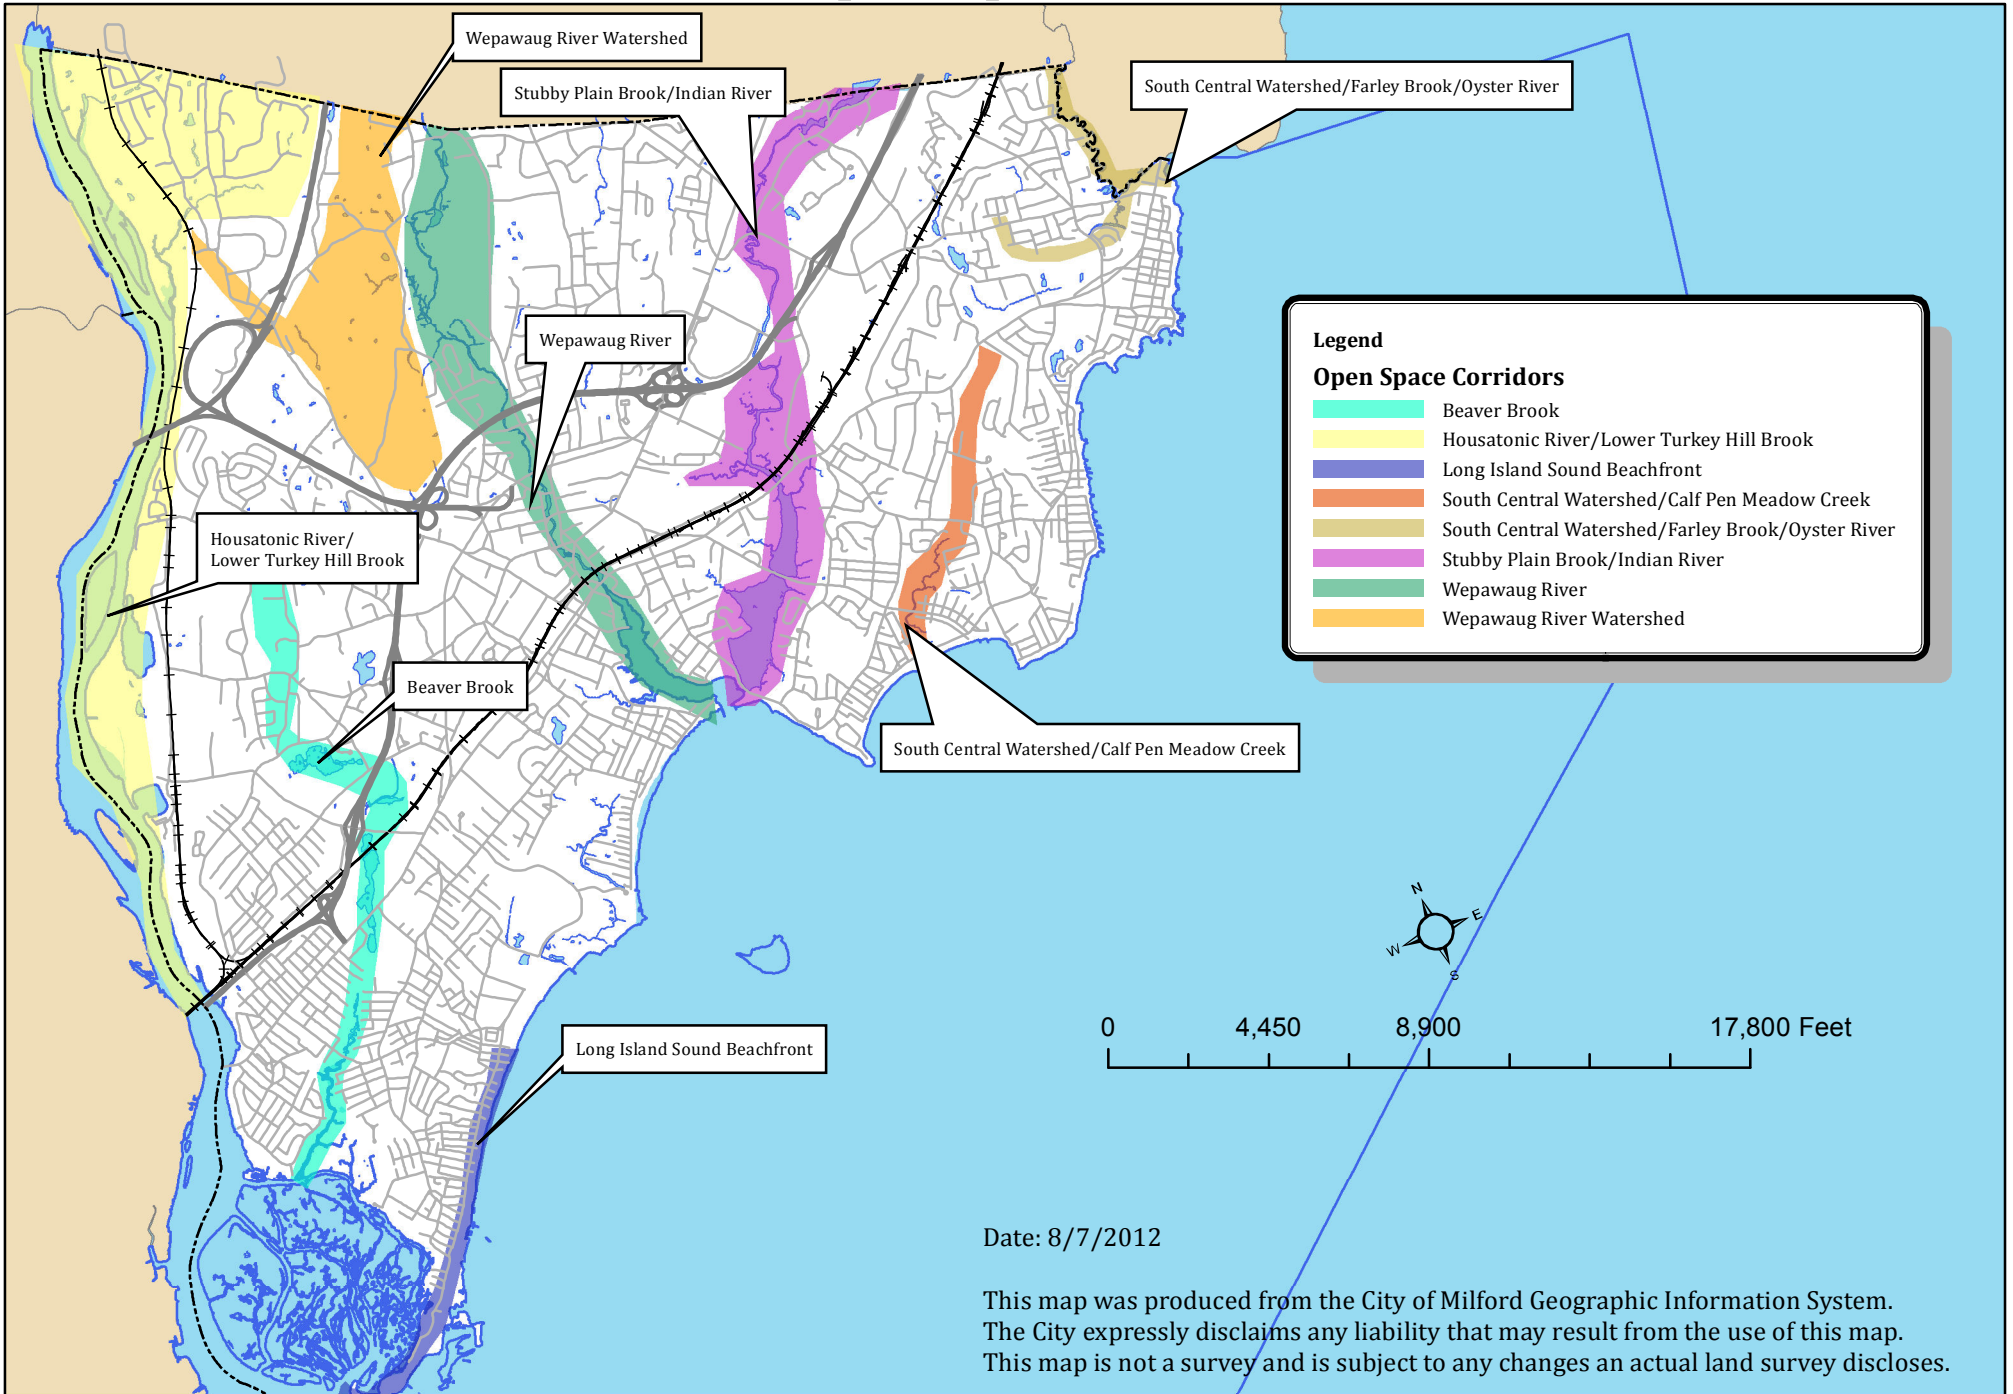 Wepawaug River Watershed
Stubby Plain Brook/Indian River
South Central Watershed/Farley Brook/Oyster River
Wepawaug River
Legend
Open Space Corridors
Beaver Brook
Housatonic River/Lower Turkey Hill Brook
Long Island Sound Beachfront
South Central Watershed/Calf Pen Meadow Creek
South Central Watershed/Farley Brook/Oyster River
Stubby Plain Brook/Indian River
Wepawaug River
Wepawaug River Watershed
Housatonic River/
Lower Turkey Hill Brook
Beaver Brook
South Central Watershed/Calf Pen Meadow Creek
N
E
W
S
0 4,450 8,900 17,800 Feet
Long Island Sound Beachfront
Date: 8/7/2012
This map was produced from the City of Milford Geographic Information System.
The City expressly disclaims any liability that may result from the use of this map.
This map is not a survey and is subject to any changes an actual land survey discloses.